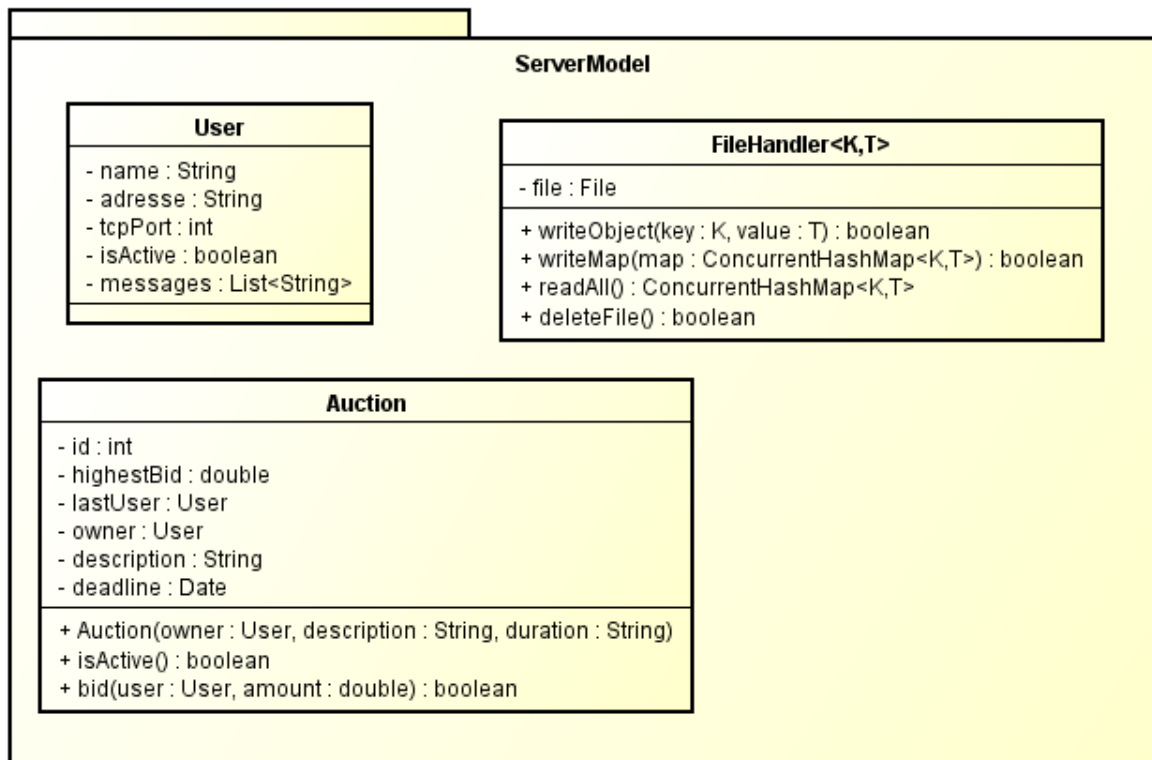 ServerModel
User
- name : String
- adresse : String
- tcpPort : int
- isActive : boolean
- messages : List<String>
FileHandler<K,T>
- file : File
+ writeObject(key : K, value : T) : boolean
+ writeMap(map : ConcurrentHashMap<K,T>) : boolean
+ readAll() : ConcurrentHashMap<K,T>
+ deleteFile() : boolean
Auction
- id : int
- highestBid : double
- lastUser : User
- owner : User
- description : String
- deadline : Date
+ Auction(owner : User, description : String, duration : String)
+ isActive() : boolean
+ bid(user : User, amount : double) : boolean